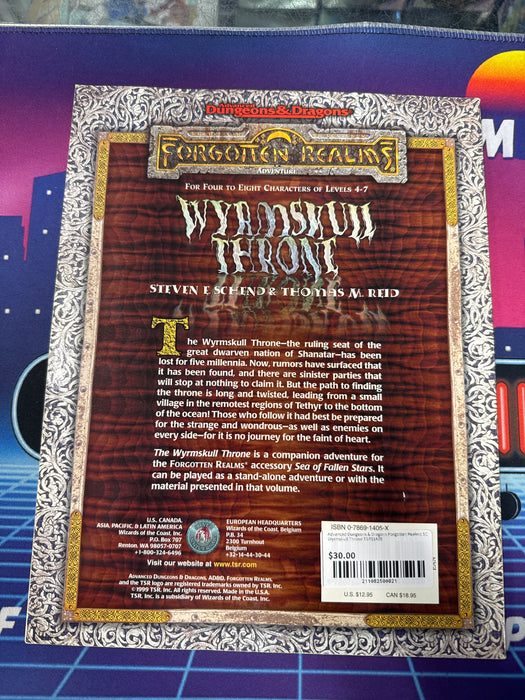 Advanced
Dungeons & Dragons
FORGOTTEN REALMS
ADVENTURE
FOR FOUR TO EIGHT CHARACTERS OF LEVELS 4-7
WYRMSKULL
THRONE
STEVEN E SCHEND & THOMAS M. REID
The Wyrmskull Throne—the ruling seat of the
great dwarven nation of Shanatar—has been
lost for five millennia. Now, rumors have surfaced that
it has been found, and there are sinister parties that
will stop at nothing to claim it. But the path to finding
the throne is long and twisted, leading from a small
village in the remotest regions of Tethyr to the bottom
of the ocean! Those who follow it had best be prepared
for the strange and wondrous—as well as enemies on
every side—for it is no journey for the faint of heart.
The Wyrmskull Throne is a companion adventure for
the FORGOTTEN REALMS® accessory Sea of Fallen Stars. It
can be played as a stand-alone adventure or with the
material presented in that volume.
U.S. CANADA,
ASIA, PACIFIC, & LATIN AMERICA
Wizards of the Coast, Inc.
P.O. Box 707
Renton, WA 98057-0707
+1-800-324-6496
EUROPEAN HEADQUARTERS
Wizards of the Coast, Belgium
P.B. 34
2300 Turnhout
Belgium
+32-14-44-30-44
Visit our website at www.tsr.com
ADVANCED DUNGEONS & DRAGONS, AD&D, FORGOTTEN REALMS,
and the TSR logo are registered trademarks owned by TSR, Inc.
©1999 TSR, Inc. All rights reserved. Made in the U.S.A.
TSR, Inc. is a subsidiary of Wizards of the Coast, Inc.
ISBN 0-7869-1405-X
Advanced Dungeons & Dragons Forgotten Realms
$30.00
211002500021
U.S. $12.95 CAN $18.95
M